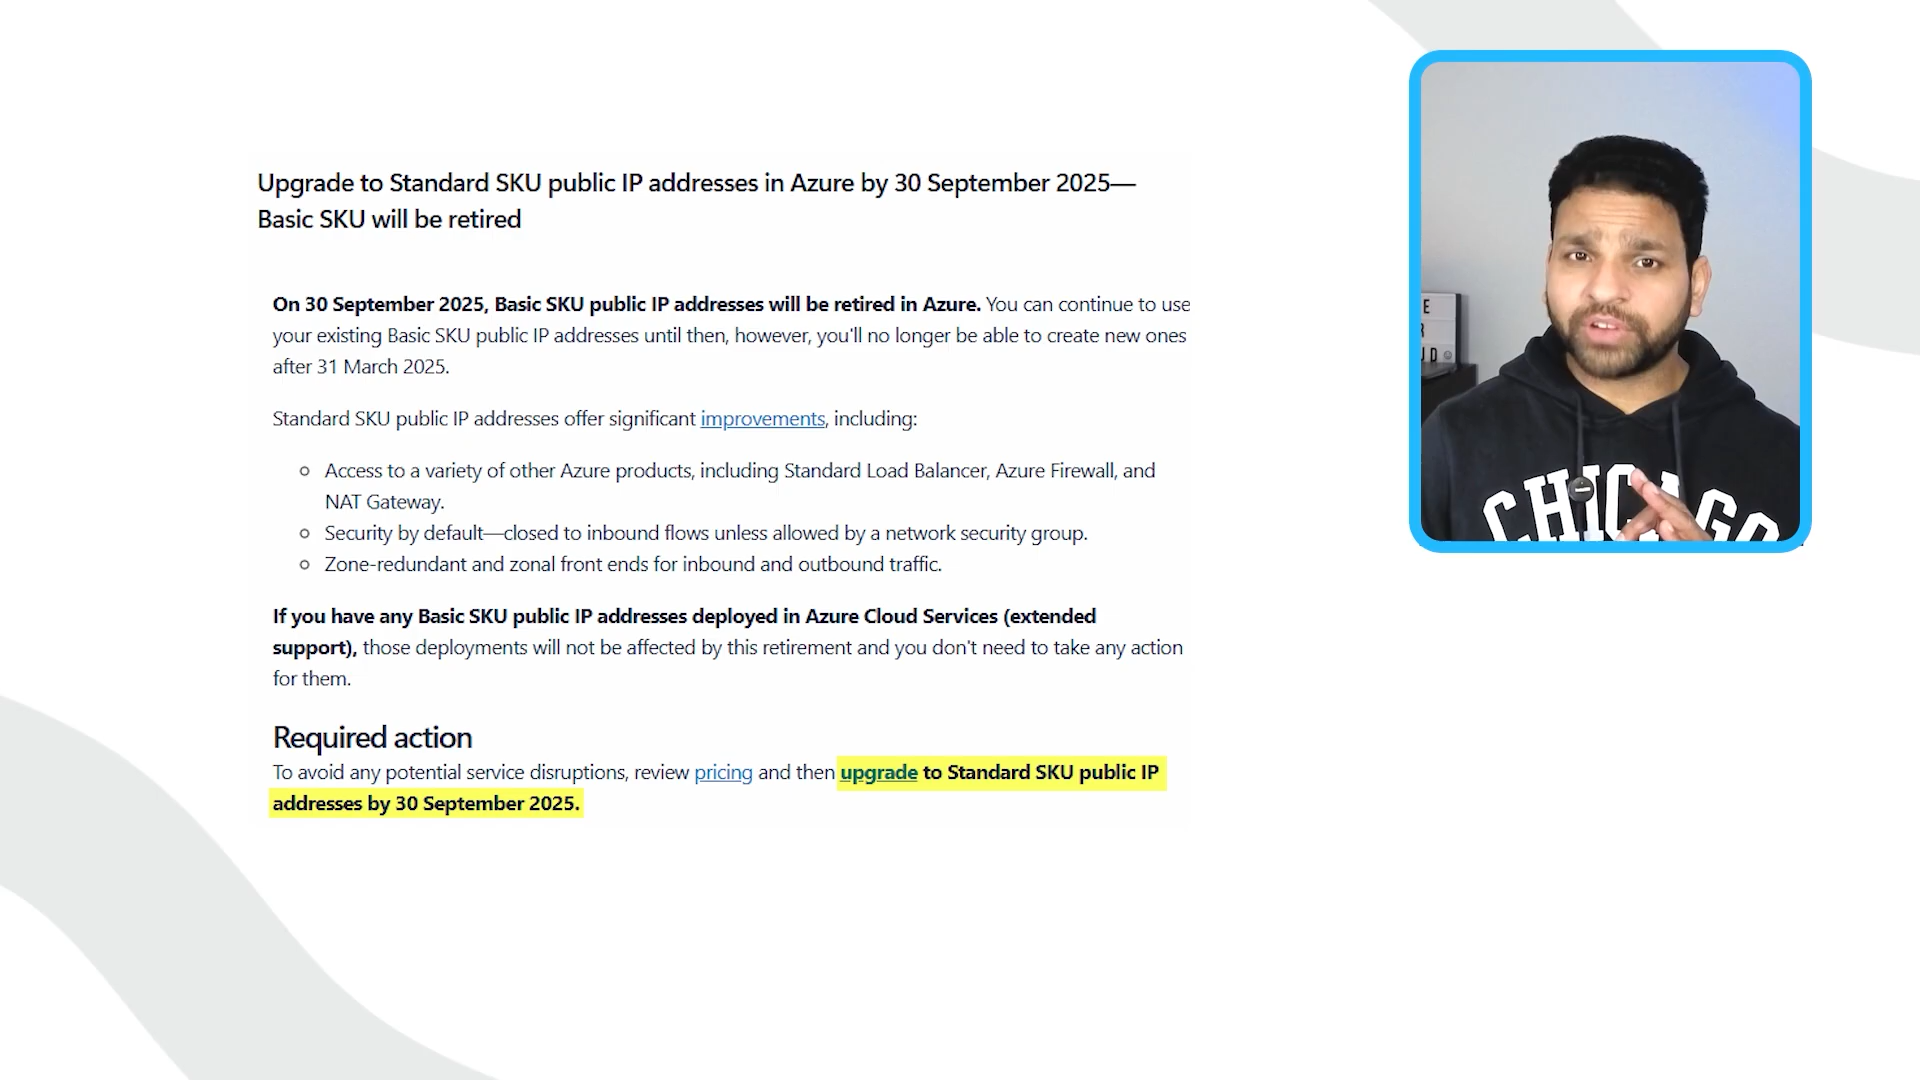 Upgrade to Standard SKU public IP addresses in Azure by 30 September 2025—
Basic SKU will be retired
On 30 September 2025, Basic SKU public IP addresses will be retired in Azure. You can continue to use
your existing Basic SKU public IP addresses until then, however, you'll no longer be able to create new ones
after 31 March 2025.
Standard SKU public IP addresses offer significant improvements, including:
Access to a variety of other Azure products, including Standard Load Balancer, Azure Firewall, and
NAT Gateway.
Security by default—closed to inbound flows unless allowed by a network security group.
Zone-redundant and zonal front ends for inbound and outbound traffic.
If you have any Basic SKU public IP addresses deployed in Azure Cloud Services (extended
support), those deployments will not be affected by this retirement and you don't need to take any action
for them.
Required action
To avoid any potential service disruptions, review pricing and then upgrade to Standard SKU public IP
addresses by 30 September 2025.
E
R
UD
CHICAGO